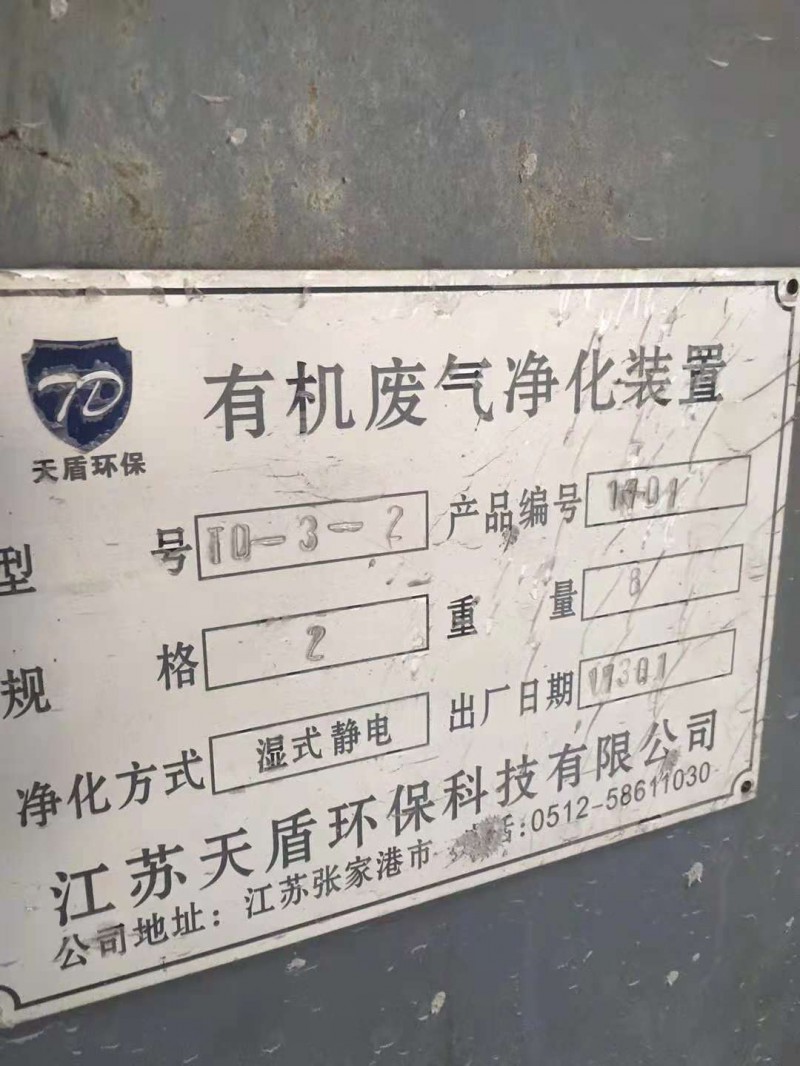 TD
天盾环保
有机废气净化装置
型 号 TD-3-2 产品编号 1701
规 格 2 重 量 8
净化方式 湿式静电 出厂日期
江苏天盾环保科技有限公司
公司地址：江苏张家港市 :0512-58611030